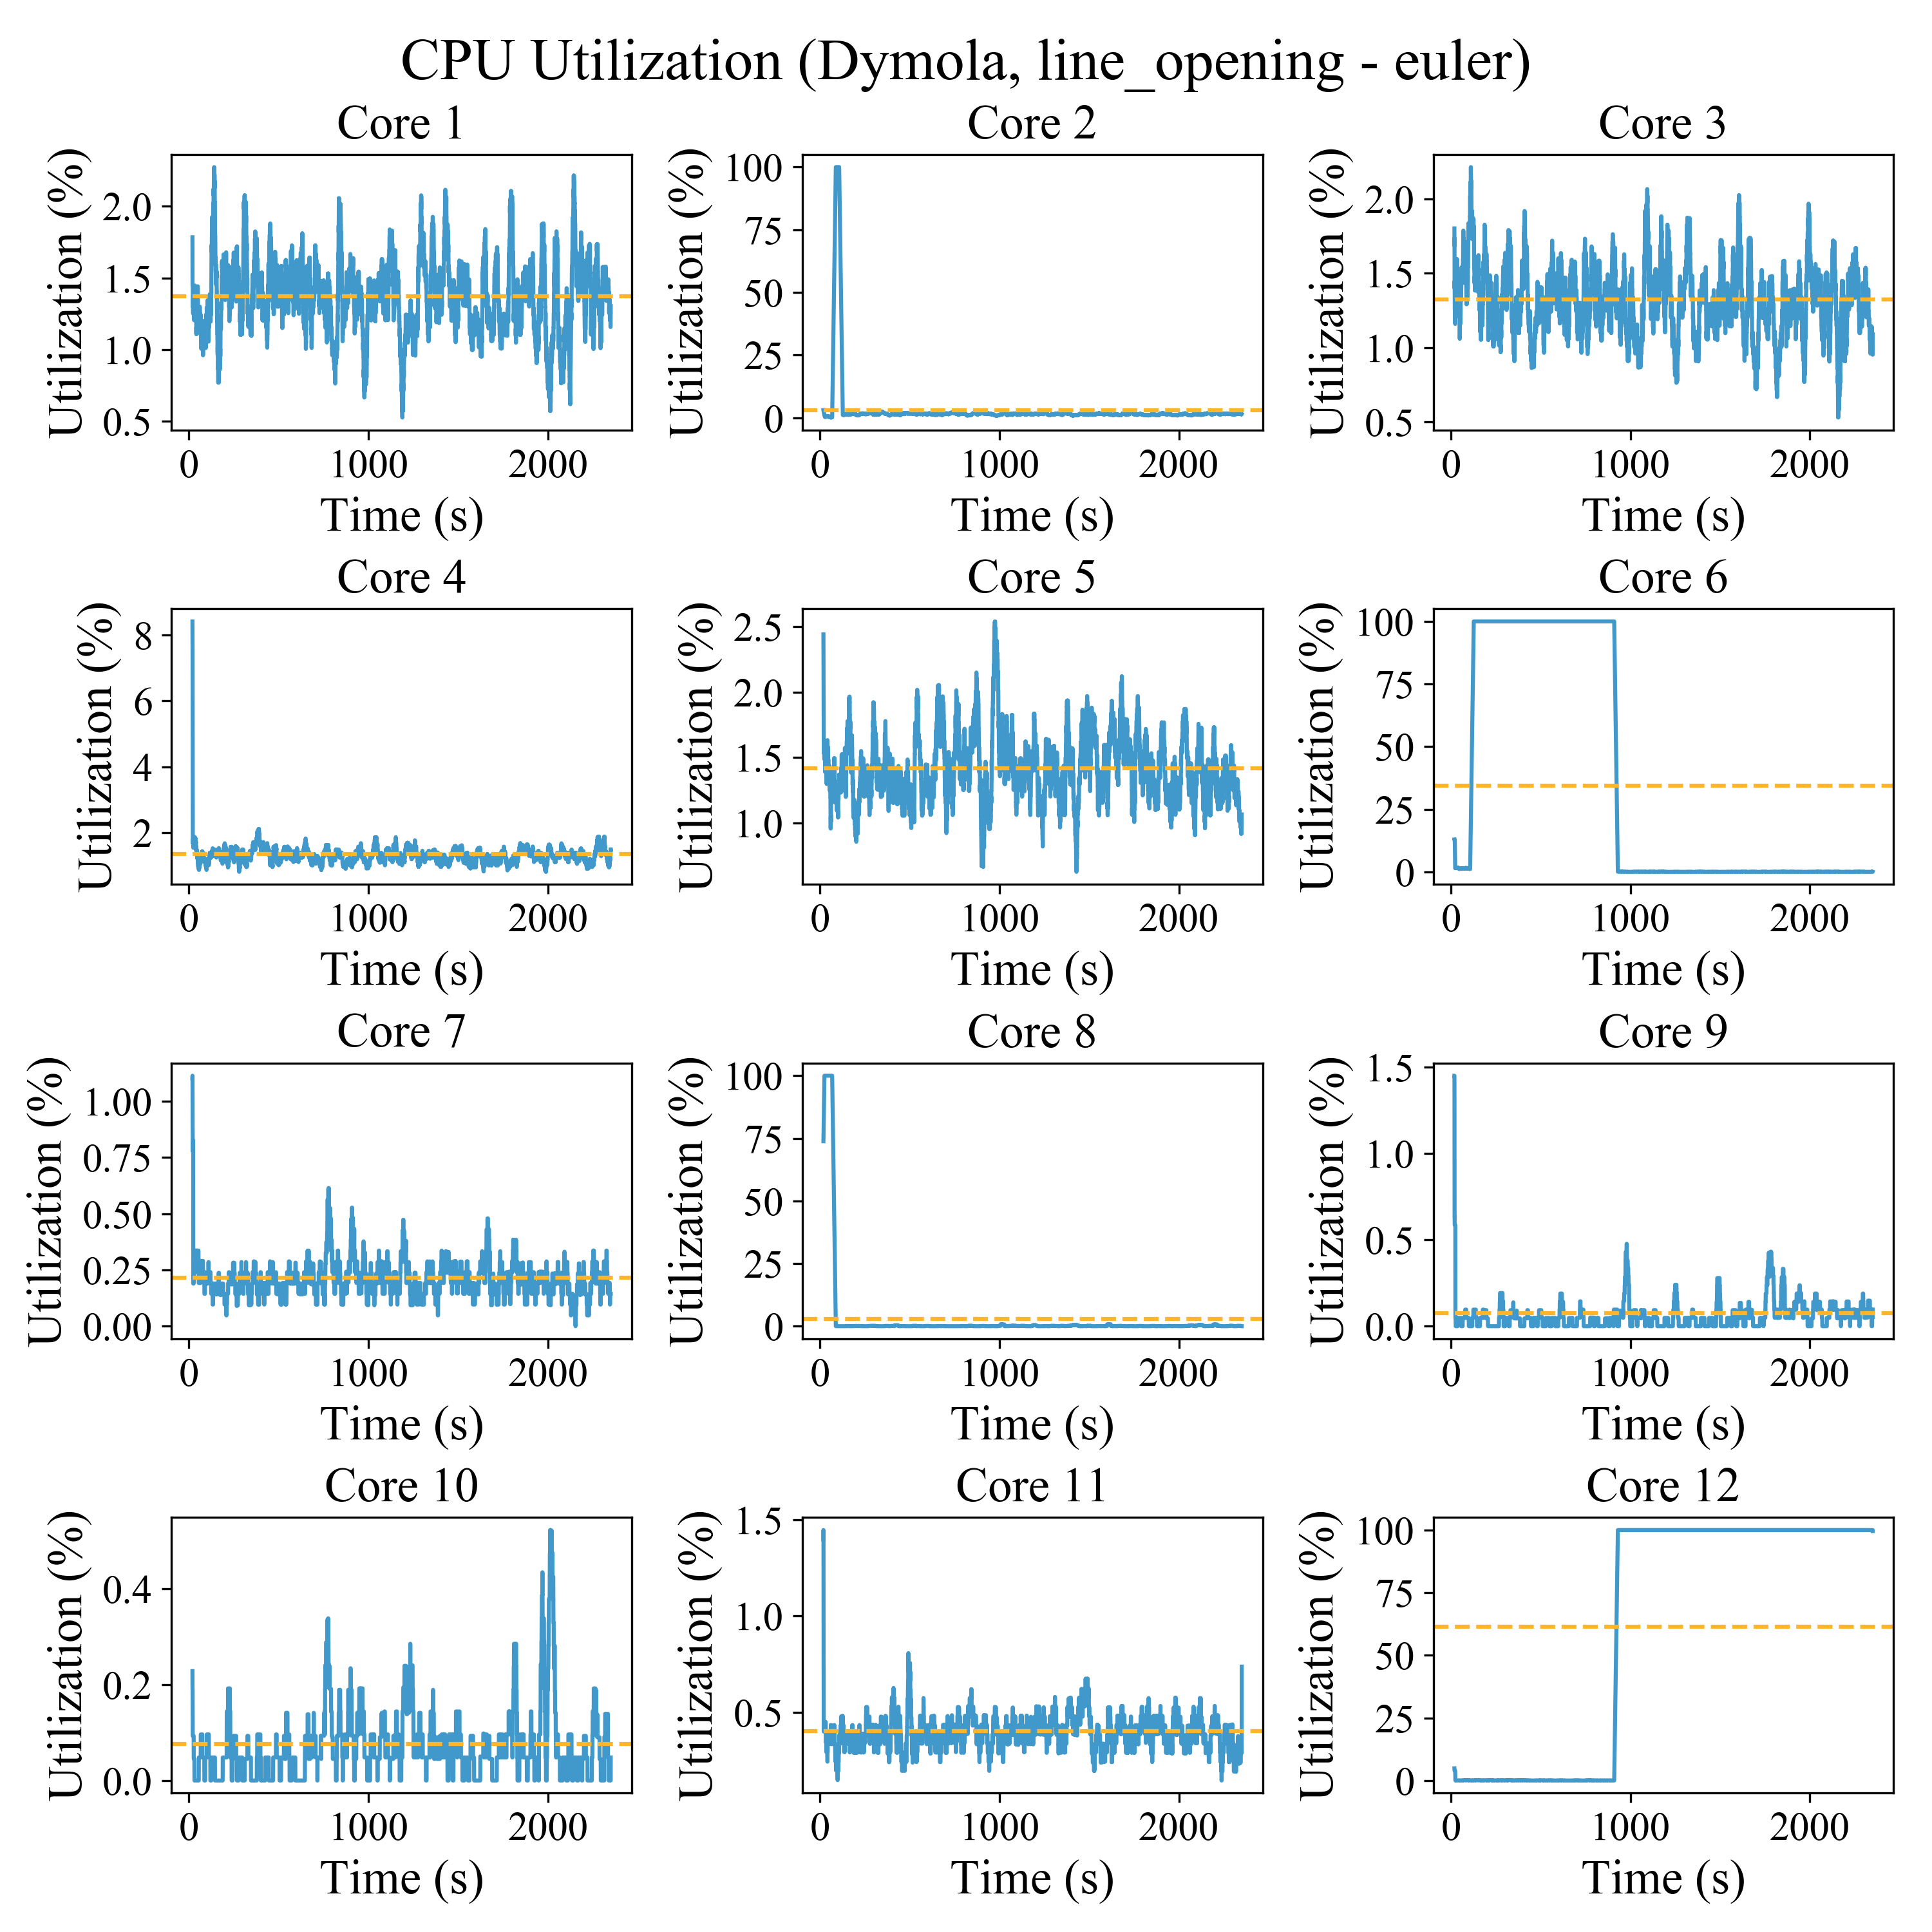 CPU Utilization (Dymola, line_opening - euler)
Core 1
Core 2
Core 3
Utilization (%)
2.0
1.5
1.0
0.5
0
1000
2000
Time (s)
Utilization (%)
100
75
50
25
0
0
1000
2000
Time (s)
Utilization (%)
2.0
1.5
1.0
0.5
0
1000
2000
Time (s)
Core 4
Core 5
Core 6
Utilization (%)
8
6
4
2
0
1000
2000
Time (s)
Utilization (%)
2.5
2.0
1.5
1.0
0
1000
2000
Time (s)
Utilization (%)
100
75
50
25
0
0
1000
2000
Time (s)
Core 7
Core 8
Core 9
Utilization (%)
1.00
0.75
0.50
0.25
0.00
0
1000
2000
Time (s)
Utilization (%)
100
75
50
25
0
0
1000
2000
Time (s)
Utilization (%)
1.5
1.0
0.5
0.0
0
1000
2000
Time (s)
Core 10
Core 11
Core 12
Utilization (%)
0.4
0.2
0.0
0
1000
2000
Time (s)
Utilization (%)
1.5
1.0
0.5
0
1000
2000
Time (s)
Utilization (%)
100
75
50
25
0
0
1000
2000
Time (s)